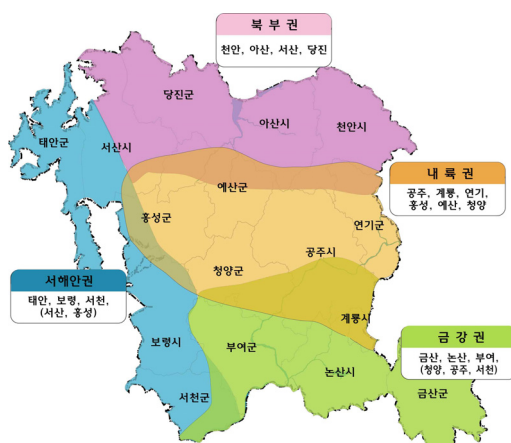 북부권
천안, 아산, 서산, 당진
당진군
아산시
천안시
태안군
서산시
내륙권
공주, 계룡, 연기,
홍성, 예산, 청양
예산군
홍성군
연기군
공주시
청양군
서해안권
태안, 보령, 서천,
(서산, 홍성)
계룡시
보령시
부여군
금강권
금산, 논산, 부여,
(청양, 공주, 서천)
논산시
금산군
서천군